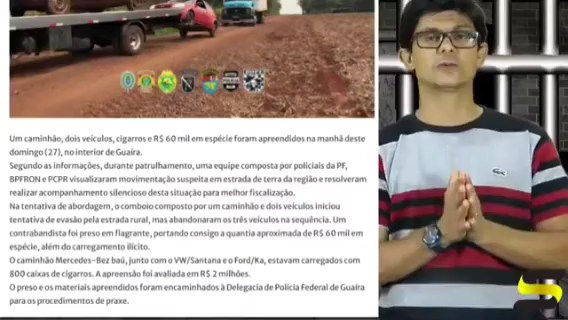 Um caminhão, dois veículos, cigarros e R$ 60 mil em espécie foram apreendidos na manhã deste
domingo (27), no interior de Guaíra.
Segundo as informações, durante patrulhamento, uma equipe composta por policiais da PF,
BPFRON e PCPR visualizaram movimentação suspeita em estrada de terra da região e resolveram
realizar acompanhamento silencioso desta situação para melhor fiscalização.
Na tentativa de abordagem, o comboio composto por um caminhão e dois veículos iniciou
tentativa de evasão pela estrada rural, mas abandonaram os três veículos na sequência. Um
contrabandista foi preso em flagrante, portando consigo a quantia aproximada de R$ 60 mil em
espécie, além do carregamento ilícito.
O caminhão Mercedes-Bez baú, junto com o VW/Santana e o Ford/Ka, estavam carregados com
800 caixas de cigarros. A apreensão foi avaliada em R$ 2 milhões.
O preso e os materiais apreendidos foram encaminhados à Delegacia de Polícia Federal de Guaíra
para os procedimentos de praxe.